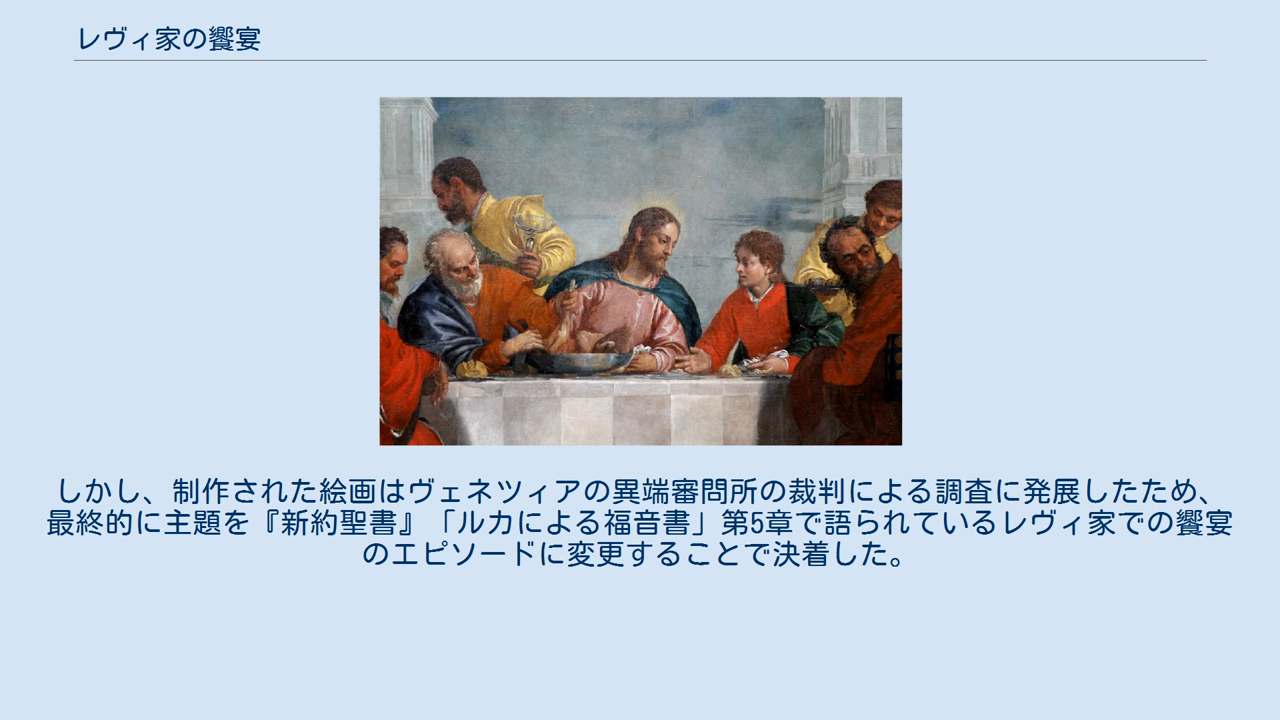 レヴィ家の饗宴
しかし、制作された絵画はヴェネツィアの異端審問所の裁判による調査に発展したため、
最終的に主題を『新約聖書』「ルカによる福音書」第5章で語られているレヴィ家での饗宴
のエピソードに変更することで決着した。